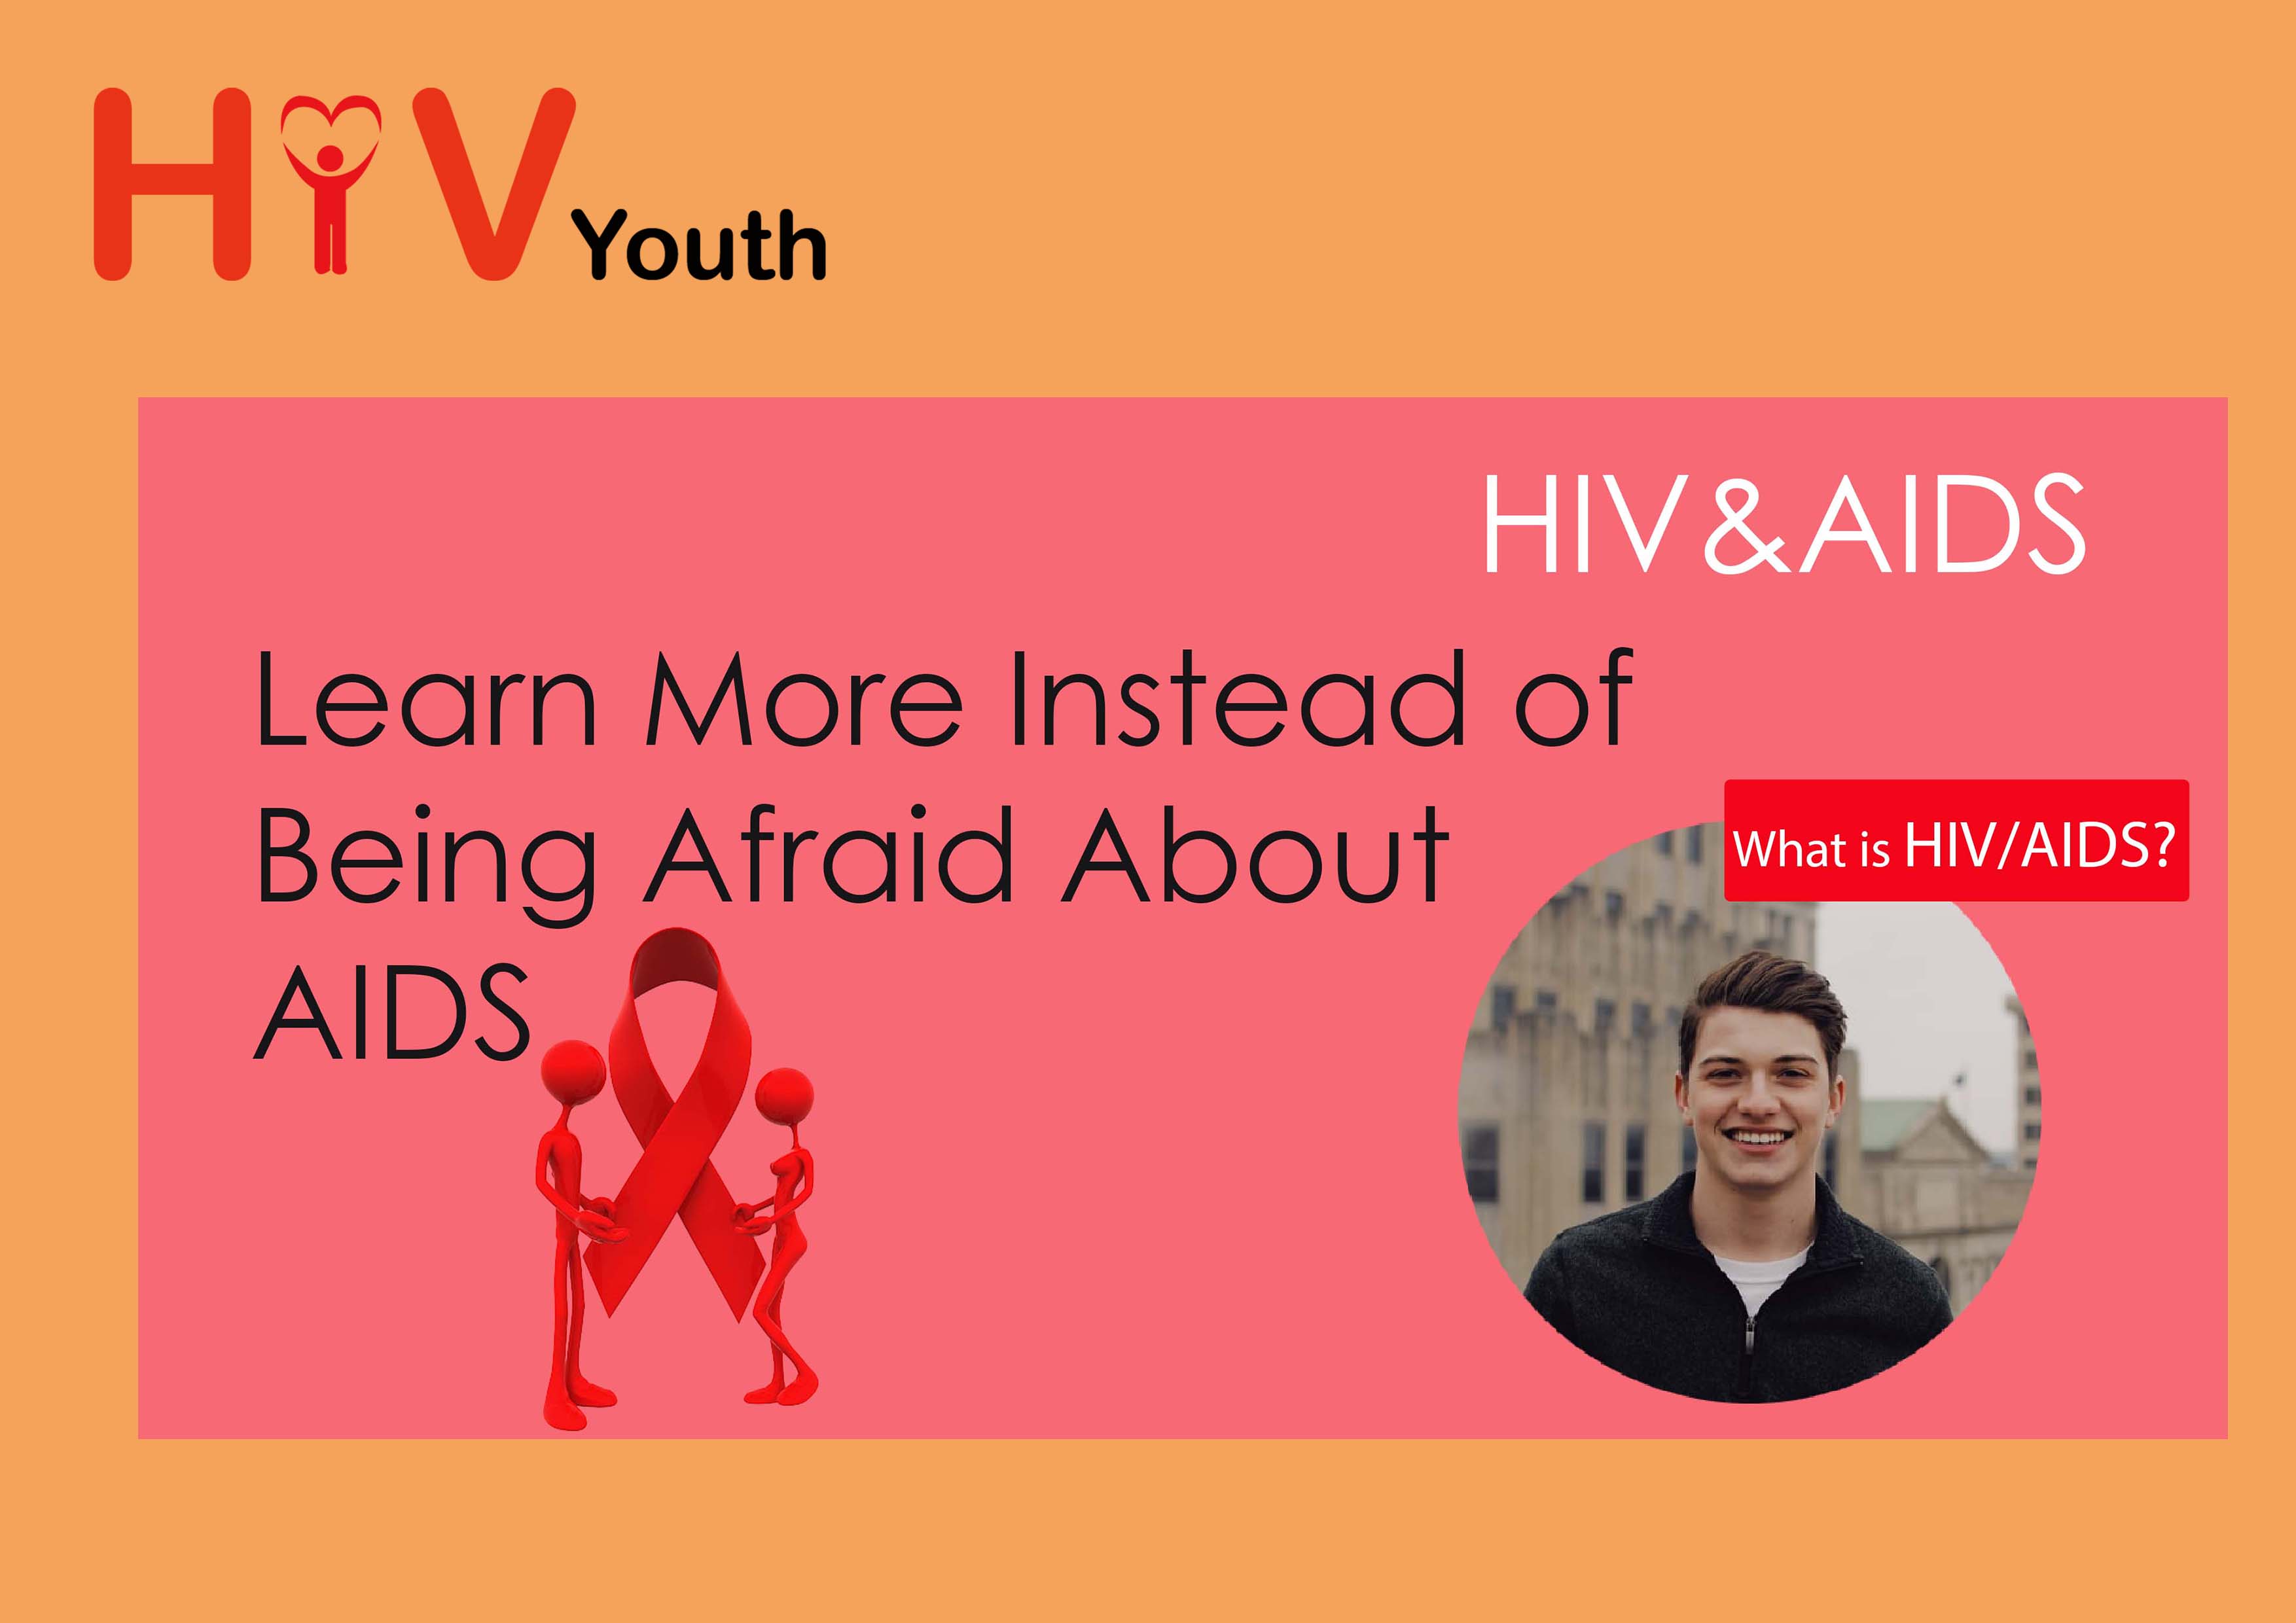 HIV Youth
HIV&AIDS
Learn More Instead of
Being Afraid About
AIDS
What is HIV/AIDS?